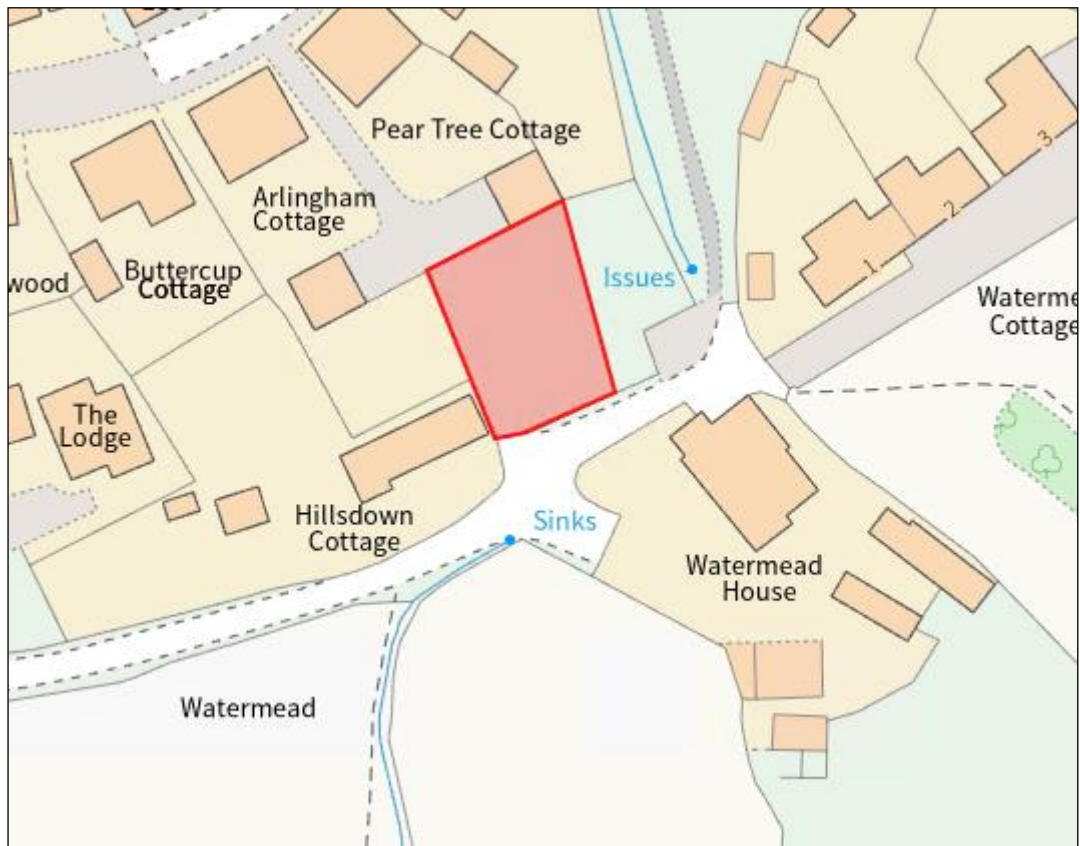 Pear Tree Cottage
Arlingham
Cottage
Buttercup
Cottage
wood
Issues
3
2
1
Waterme
Cottage
The
Lodge
Hillsdown
Cottage
Sinks
Watermead
House
Watermead